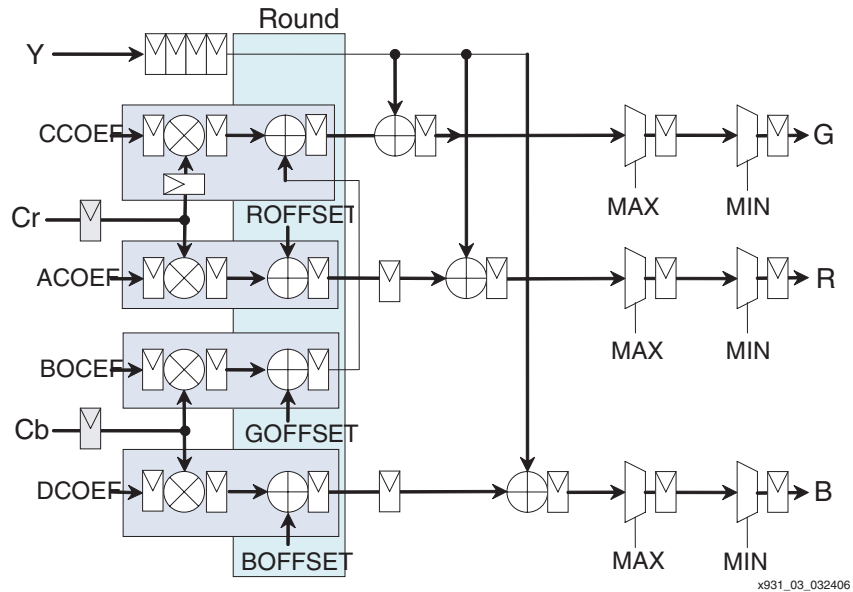 Round
Y
CCOEF
G
MAX
MIN
Cr
ROFFSET
ACOEF
R
MAX
MIN
BOCEF
Cb
GOFFSET
DCOEF
B
BOFFSET
MAX
MIN
x931_03_032406